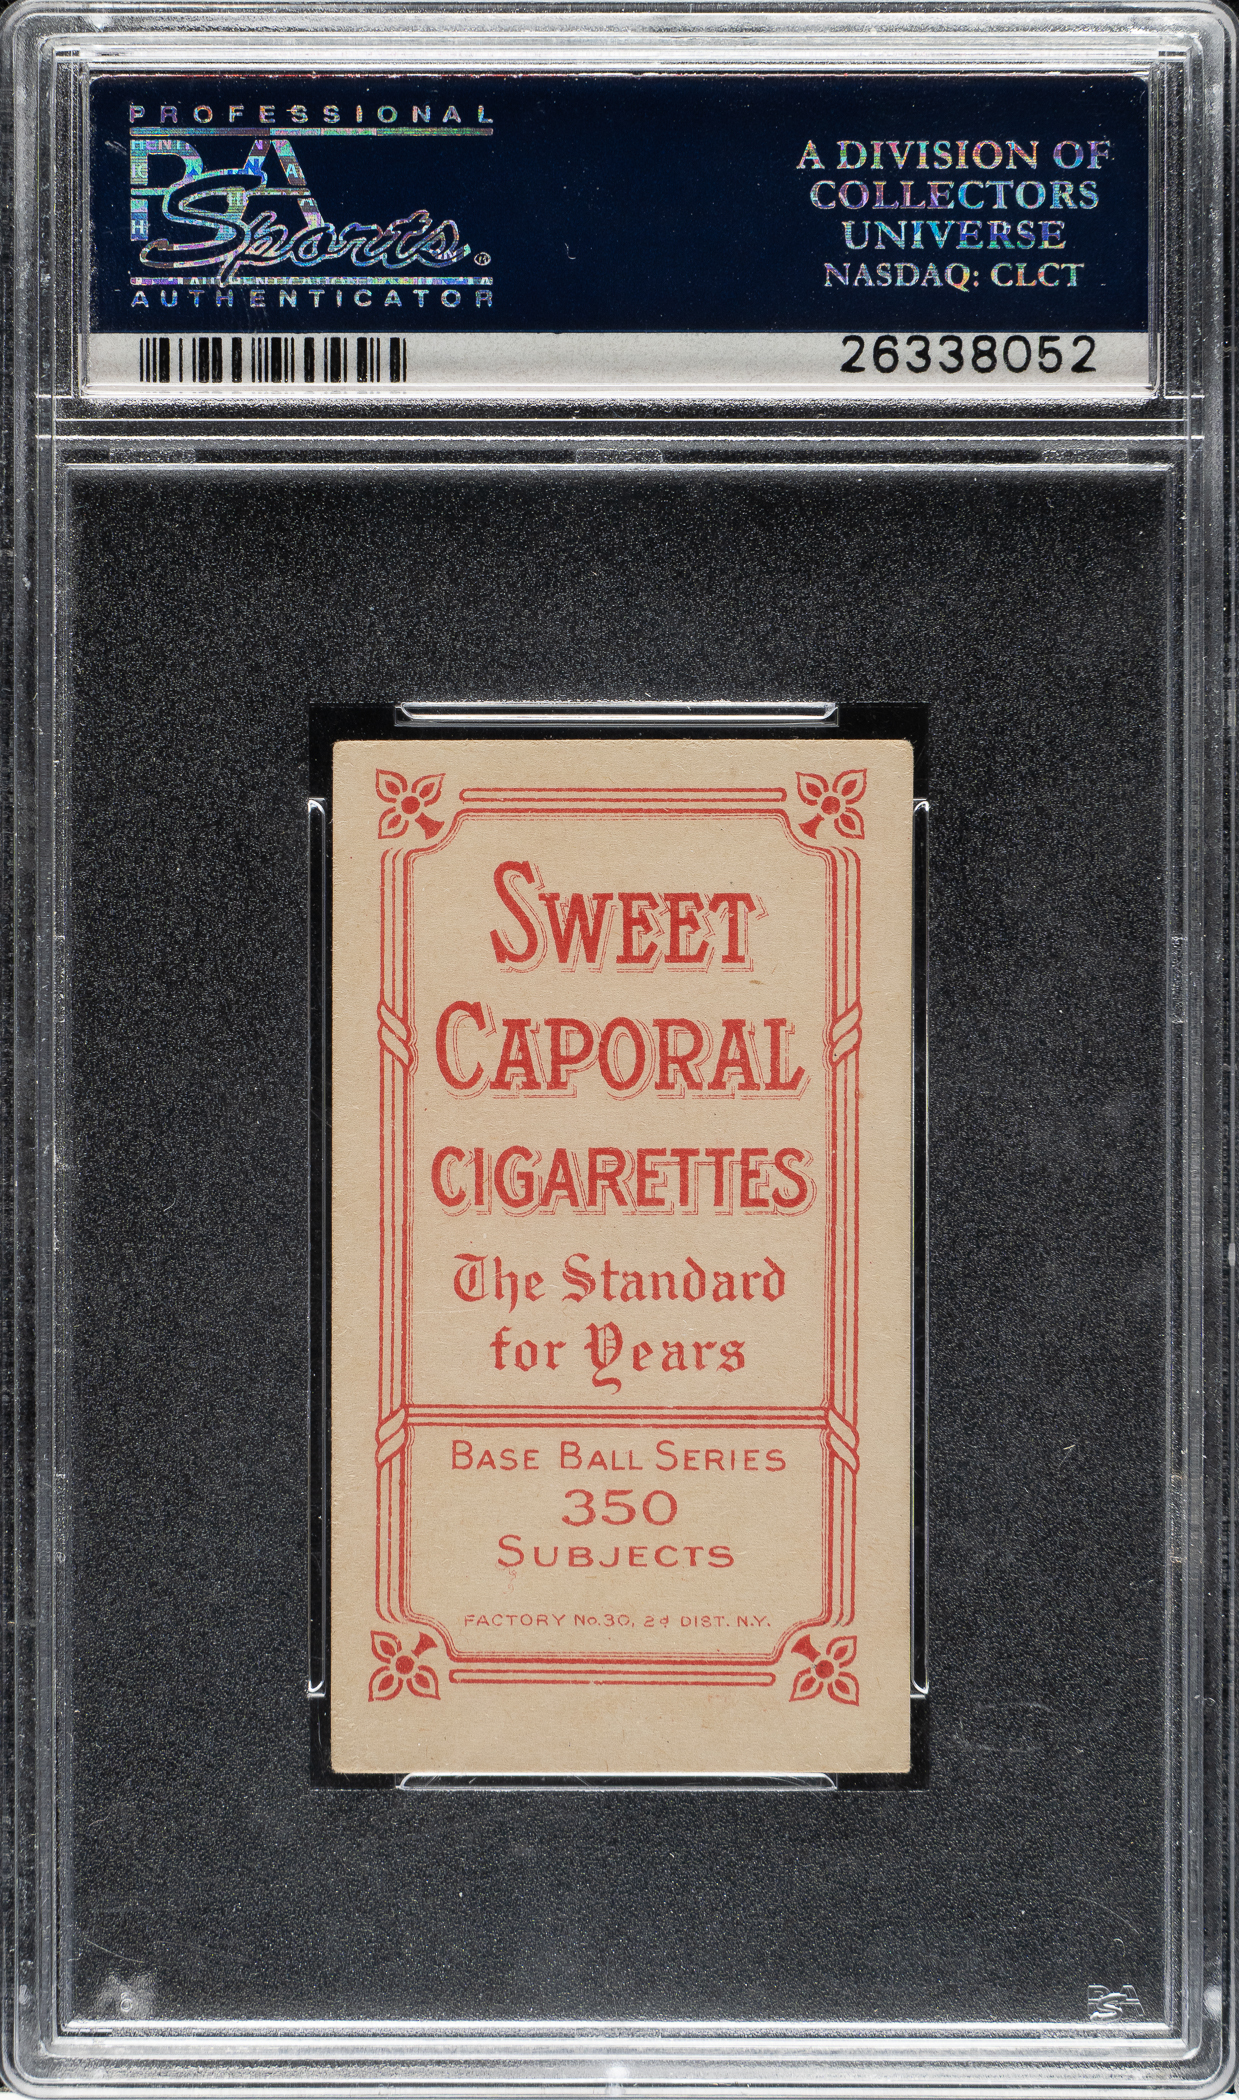 PROFESSIONAL
PSA
Sports®
AUTHENTICATOR
A DIVISION OF
COLLECTORS
UNIVERSE
NASDAQ: CLCT
26338052
SWEET
CAPORAL
CIGARETTES
The Standard
for Years
BASE BALL SERIES
350
SUBJECTS
FACTORY No. 30, 2d DIST. N.Y.
PSA